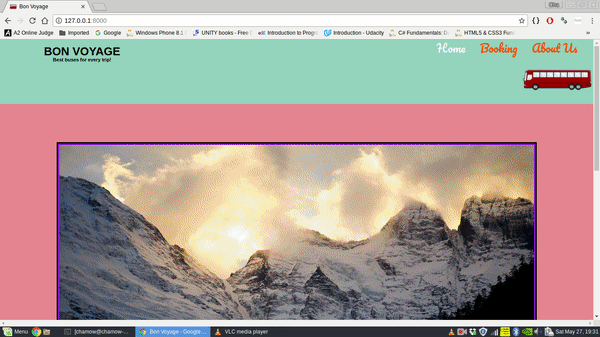 Bon Voyage
127.0.0.1:8000
A2 Online Judge
Imported
Google
Windows Phone 8.1
UNITY books - Free
Introduction to Progr
Introduction - Udacity
CS Fundamentals: D
HTML5 & CSS3 Fun
BON VOYAGE
Best buses for every trip!
Home
Booking
About Us
Menu
[chamow@chamow-...
Bon Voyage - Google...
VLC media player
Sat May 27, 19:31